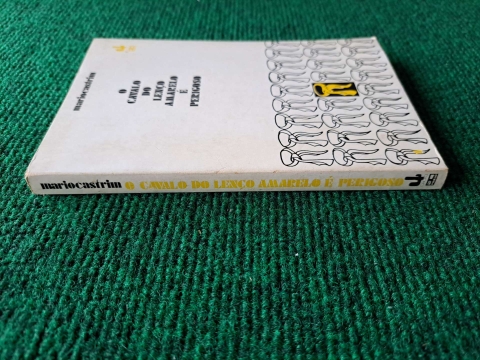 mariocastrim
O
CAVALO
DO
LENÇO
AMARELO
É
PERIGOSO
mariocastrim O CAVALO DO LENÇO AMARELO É PERIGOSO